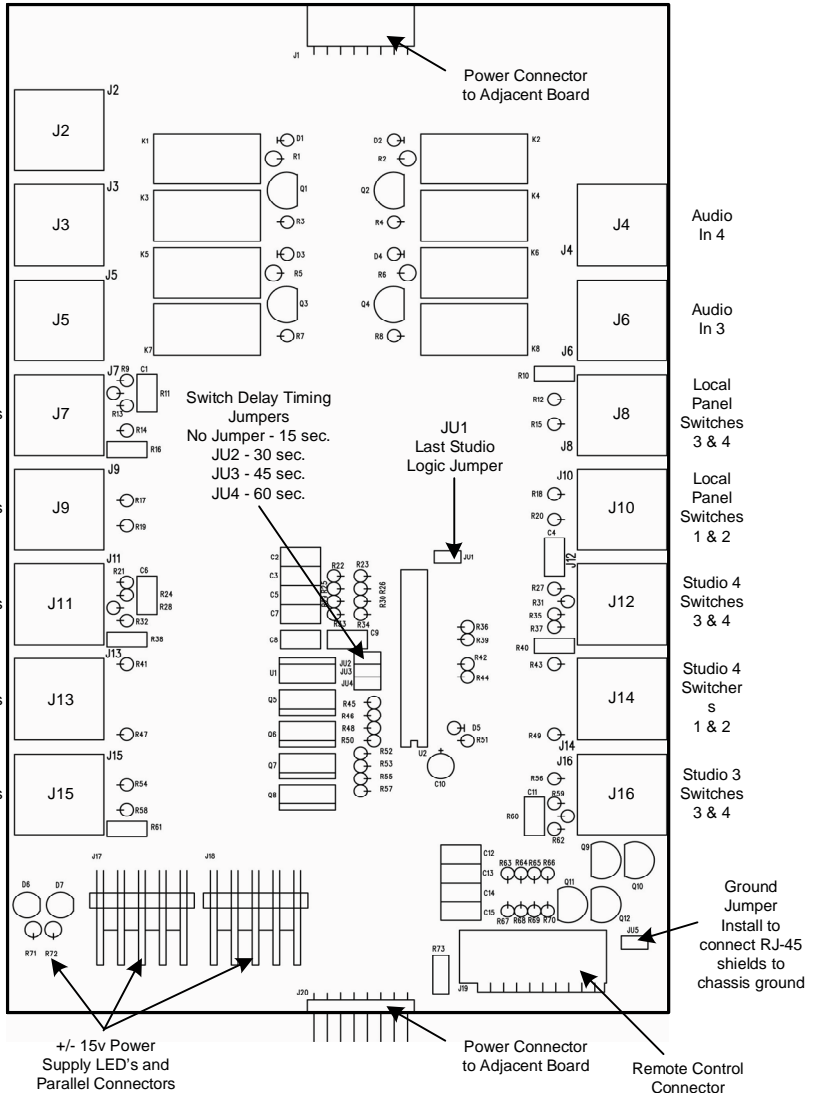 J1
Power Connector
to Adjacent Board
J2
J2
K1
D1
R1
D2
R2
K2
Q1
Q2
J3
J3
K3
R3
R4
K4
J4
J4
Audio
In 4
K5
D3
R5
D4
R6
K6
J5
J5
Q3
Q4
K7
R7
R8
K8
J6
J6
Audio
In 3
J7
J7
R9
C1
R11
R13
R14
R16
Switch Delay Timing
Jumpers
No Jumper - 15 sec.
JU2 - 30 sec.
JU3 - 45 sec.
JU4 - 60 sec.
JU1
Last Studio
Logic Jumper
R10
R12
R15
J8
J8
Local
Panel
Switches
3 & 4
s
J9
J9
R17
R19
R18
R20
C4
J10
J10
Local
Panel
Switches
1 & 2
s
JU1
J11
J11
R21
C6
R24
R28
R32
R38
C2
C3
C5
C7
C8
C9
R22
R23
R25
R26
R30
R33
R34
R36
R39
R42
R44
R27
R31
R35
R37
R40
J12
J12
Studio 4
Switches
3 & 4
s
J13
J13
R41
R47
U1
JU2
JU3
JU4
Q5
Q6
Q7
Q8
R45
R46
R48
R50
R52
R53
R55
R57
U2
D5
R51
C10
R43
R49
J14
J14
Studio 4
Switcher
s
1 & 2
s
J15
J15
R54
R58
R61
R56
C11
R59
R60
R62
J16
J16
Studio 3
Switches
3 & 4
s
J17
J18
D6
D7
R71
R72
C12
C13
C14
C15
R63
R64
R65
R66
R67
R68
R69
R70
Q9
Q10
Q11
Q12
JU5
R73
J19
J20
Ground
Jumper
Install to
connect RJ-45
shields to
chassis ground
+/- 15v Power
Supply LED's and
Parallel Connectors
Power Connector
to Adjacent Board
Remote Control
Connector